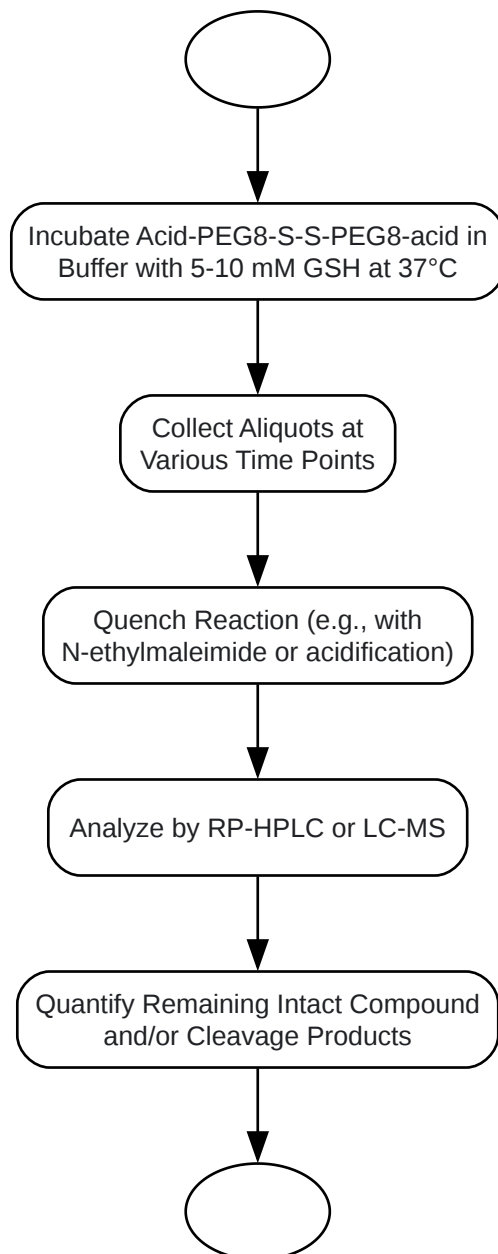 Incubate Acid-PEG8-S-S-PEG8-acid in
Buffer with 5-10 mM GSH at 37°C
Collect Aliquots at
Various Time Points
Quench Reaction (e.g., with
N-ethylmaleimide or acidification)
Analyze by RP-HPLC or LC-MS
Quantify Remaining Intact Compound
and/or Cleavage Products